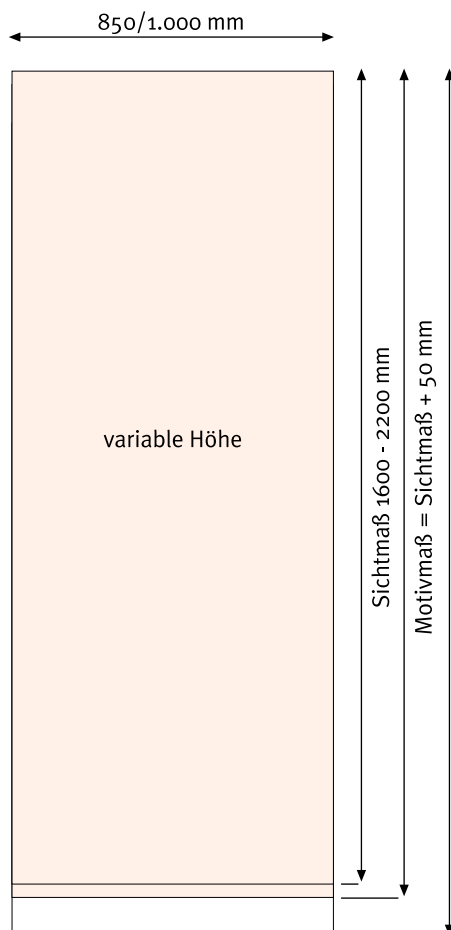 850/1.000 mm
variable Höhe
Sichtmaß 1600 - 2200 mm
Motivmaß = Sichtmaß + 50 mm